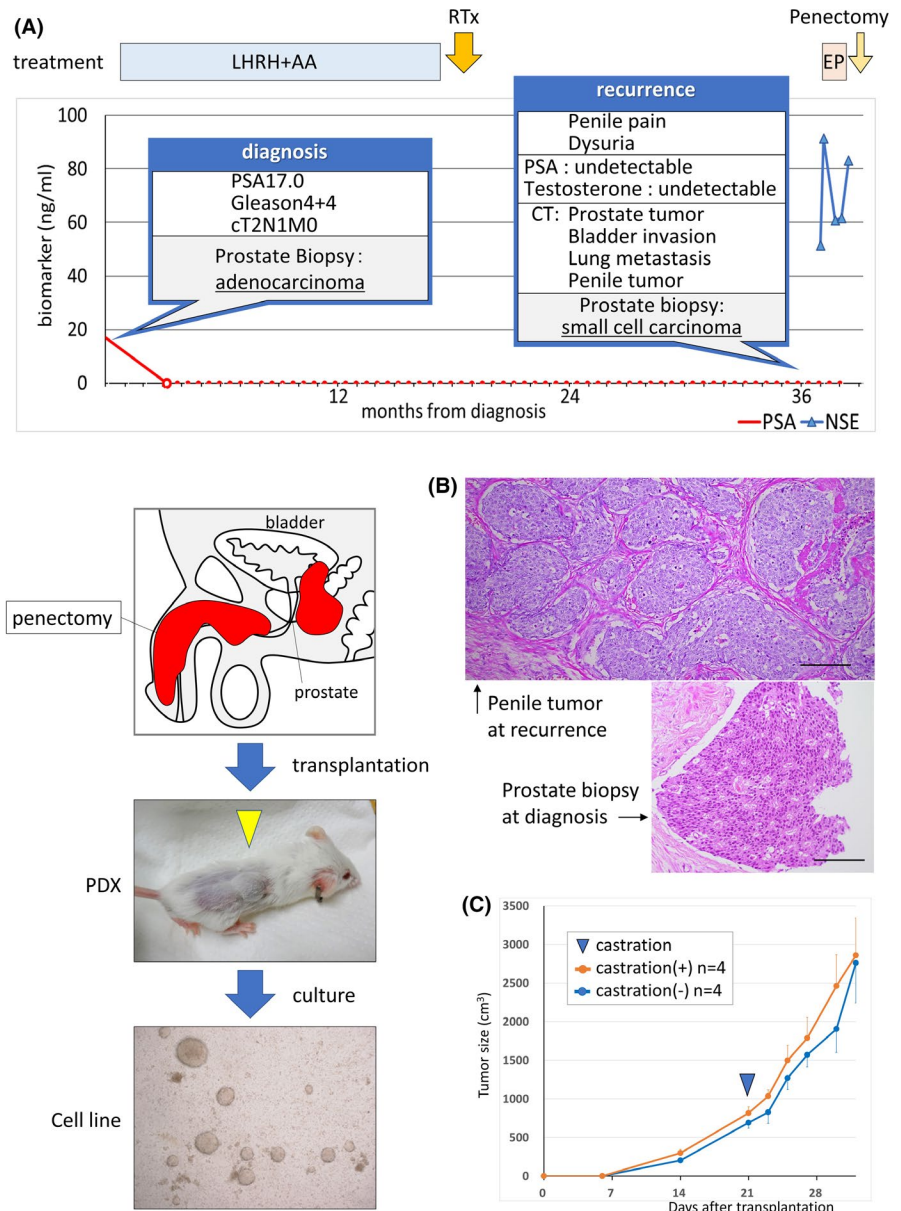 (A)
RTx
Penectomy
treatment
LHRH+AA
EP
biomarker (ng/ml)
100
80
60
40
20
0
diagnosis
PSA17.0
Gleason4+4
cT2N1M0
Prostate Biopsy :
adenocarcinoma
recurrence
Penile pain
Dysuria
PSA : undetectable
Testosterone : undetectable
CT: Prostate tumor
Bladder invasion
Lung metastasis
Penile tumor
Prostate biopsy:
small cell carcinoma
12
24
36
months from diagnosis
PSA
NSE
bladder
penectomy
prostate
transplantation
PDX
culture
Cell line
(B)
Penile tumor
at recurrence
Prostate biopsy
at diagnosis
(C)
Tumor size (cm³)
3500
3000
2500
2000
1500
1000
500
0
castration
castration(+) n=4
castration(-) n=4
0
7
14
21
28
Days after transplantation